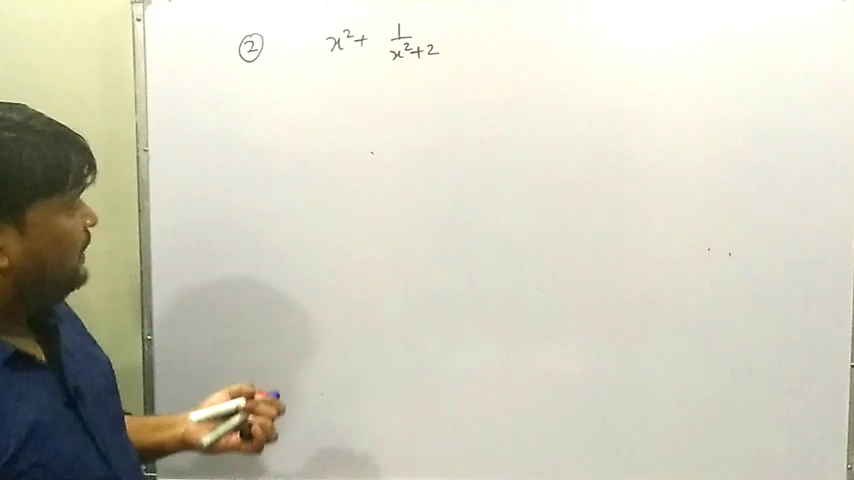 ② x² + 1/(x²+2)